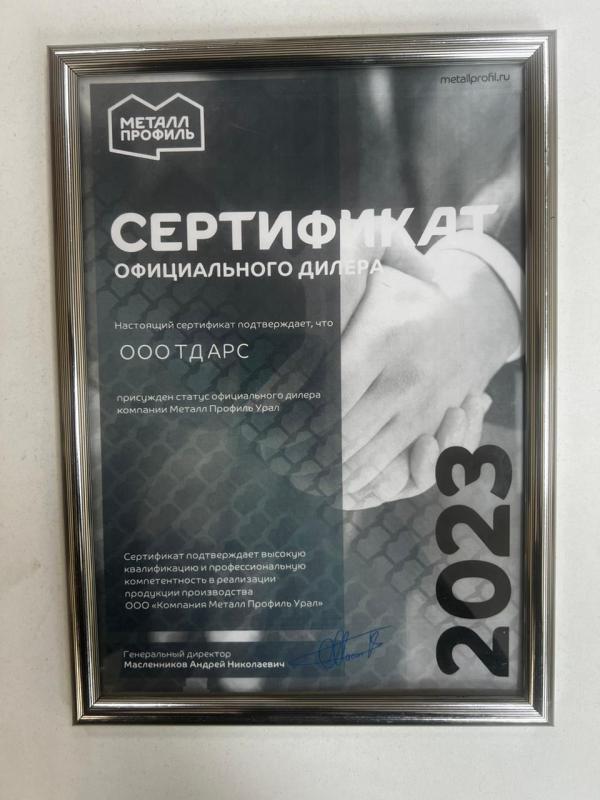 metallprofil.ru
МЕТАЛЛ
ПРОФИЛЬ
СЕРТИФИКАТ
ОФИЦИАЛЬНОГО ДИЛЕРА
Настоящий сертификат подтверждает, что
ООО ТД АРС
присужден статус официального дилера
компании Металл Профиль Урал
2023
Сертификат подтверждает высокую
квалификацию и профессиональную
компетентность в реализации
продукции производства
ООО «Компания Металл Профиль Урал»
Генеральный директор
Масленников Андрей Николаевич